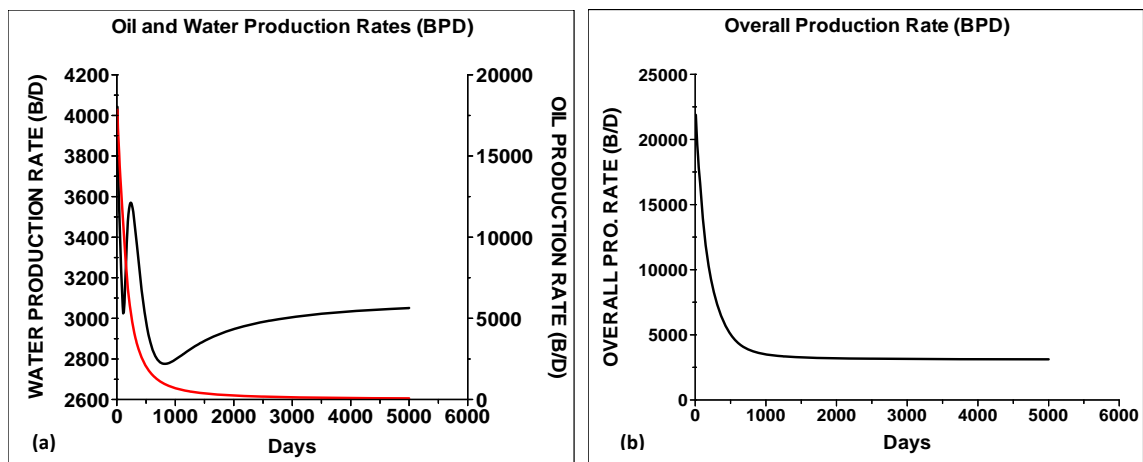 Oil and Water Production Rates (BPD)
WATER PRODUCTION RATE (B/D)
4200
4000
3800
3600
3400
3200
3000
2800
2600
20000
15000
10000
5000
0
OIL PRODUCTION RATE (B/D)
0 1000 2000 3000 4000 5000 6000
Days
(a)
Overall Production Rate (BPD)
OVERALL PRO. RATE (B/D)
25000
20000
15000
10000
5000
0
0 1000 2000 3000 4000 5000 6000
Days
(b)